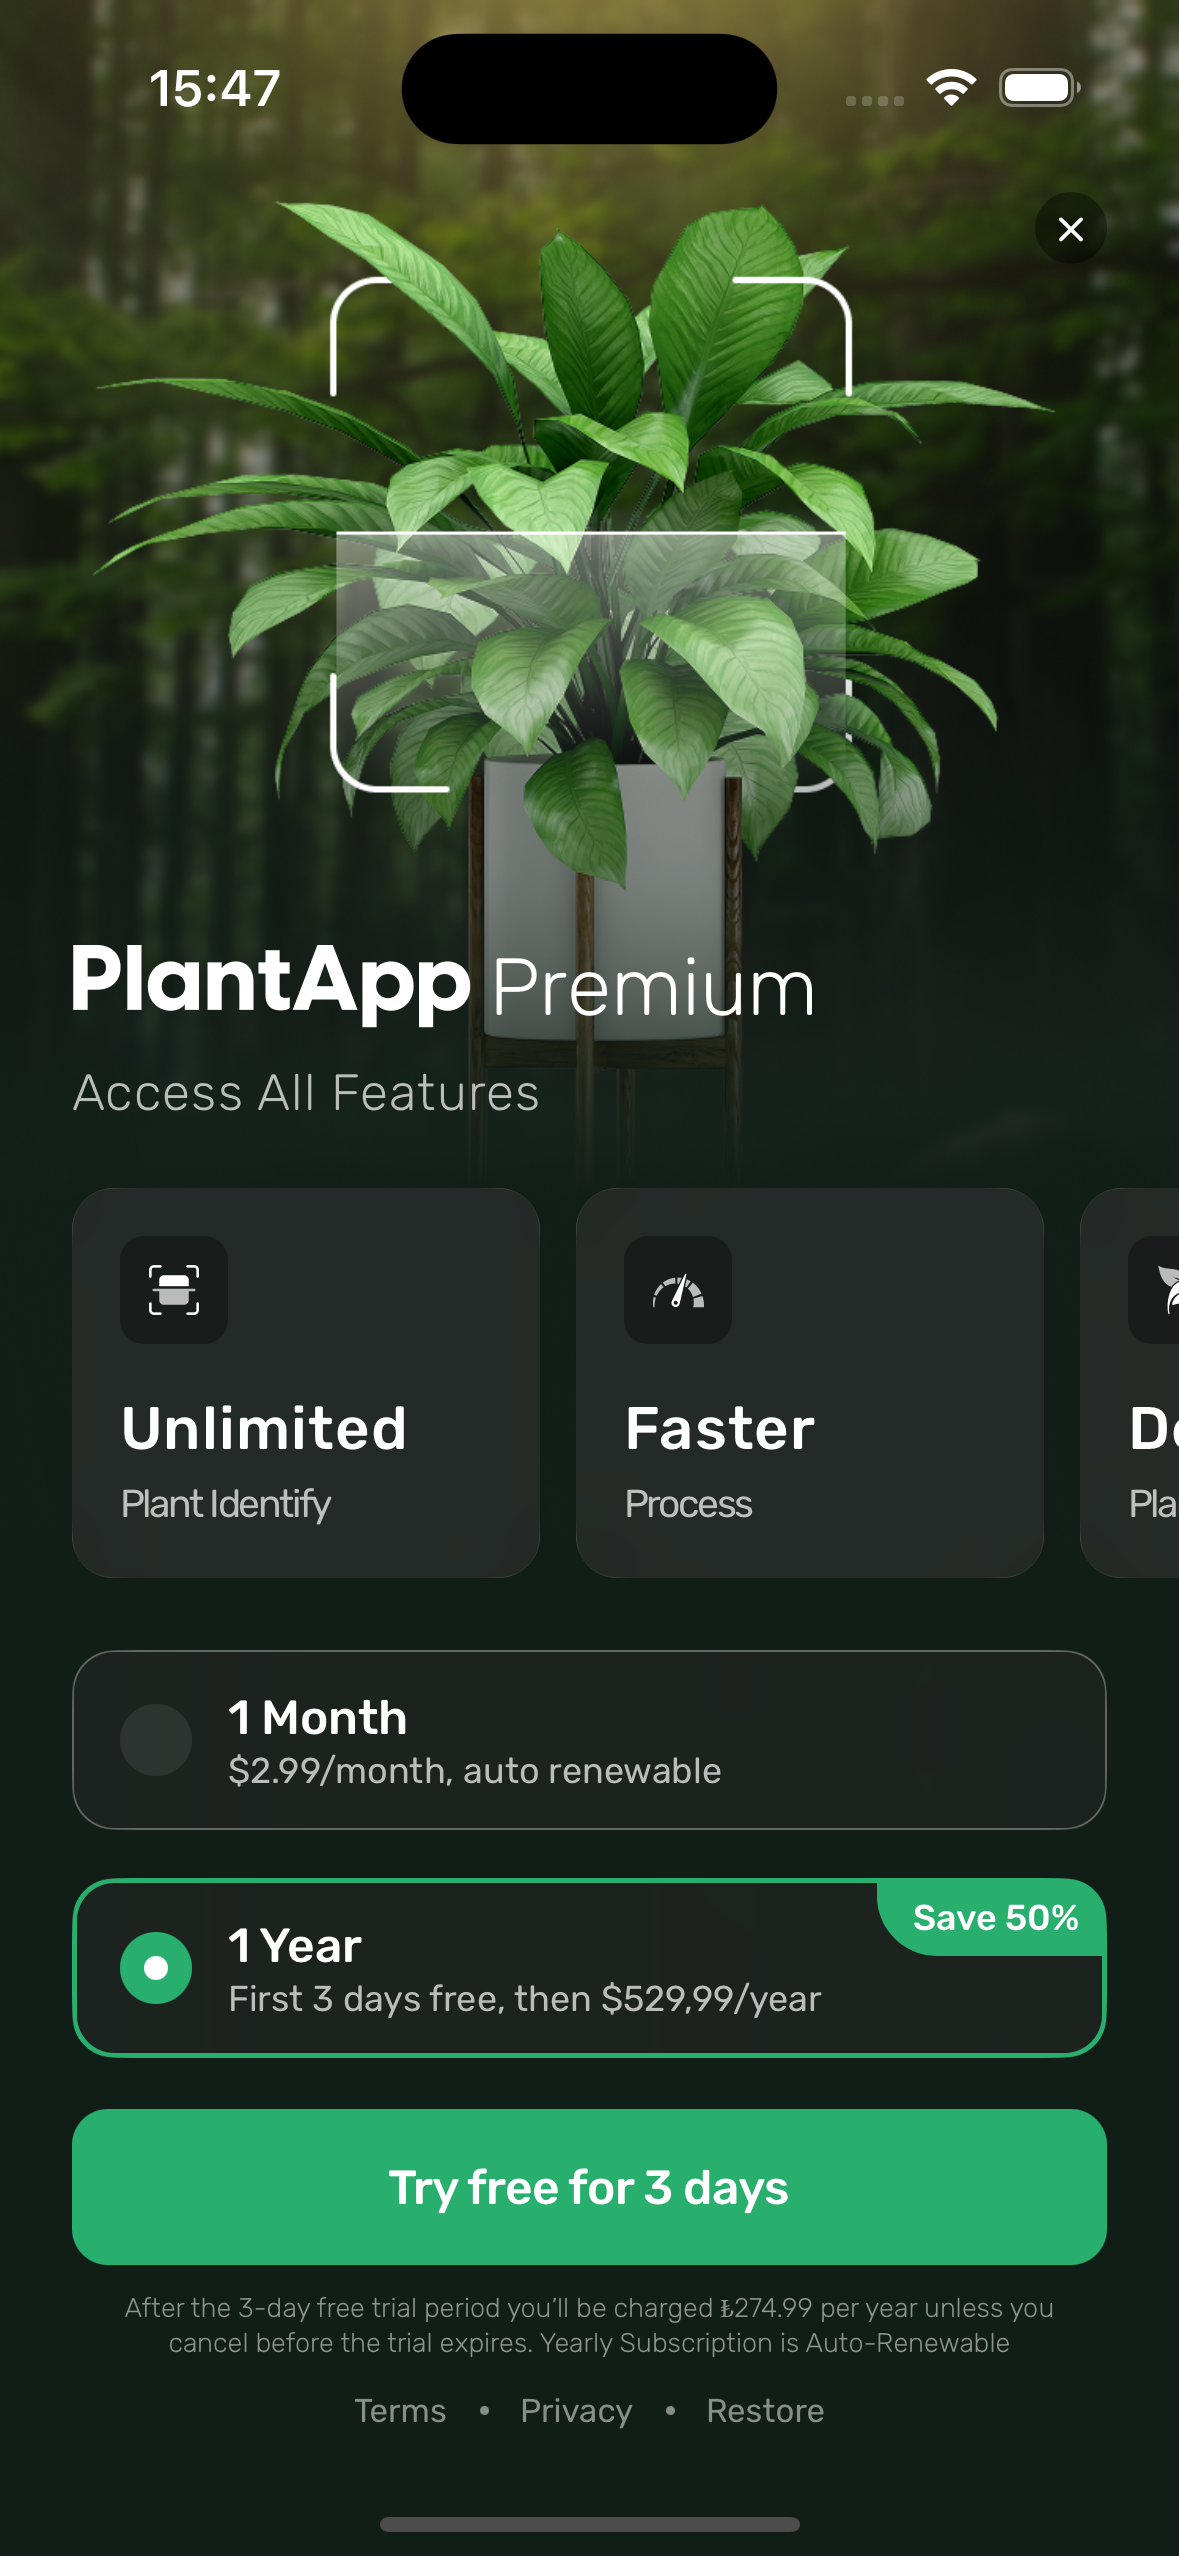 15:47
PlantApp Premium
Access All Features
Unlimited
Plant Identify
Faster
Process
1 Month
$2.99/month, auto renewable
Save 50%
1 Year
First 3 days free, then $529,99/year
Try free for 3 days
After the 3-day free trial period you’ll be charged ₺274.99 per year unless you
cancel before the trial expires. Yearly Subscription is Auto-Renewable
Terms • Privacy • Restore